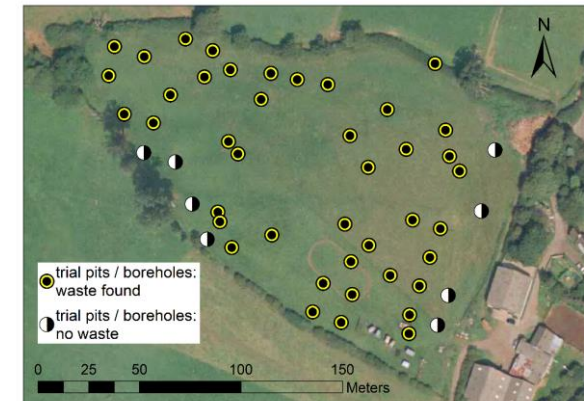 N
trial pits / boreholes:
waste found
trial pits / boreholes:
no waste
0 25 50 100 150
Meters